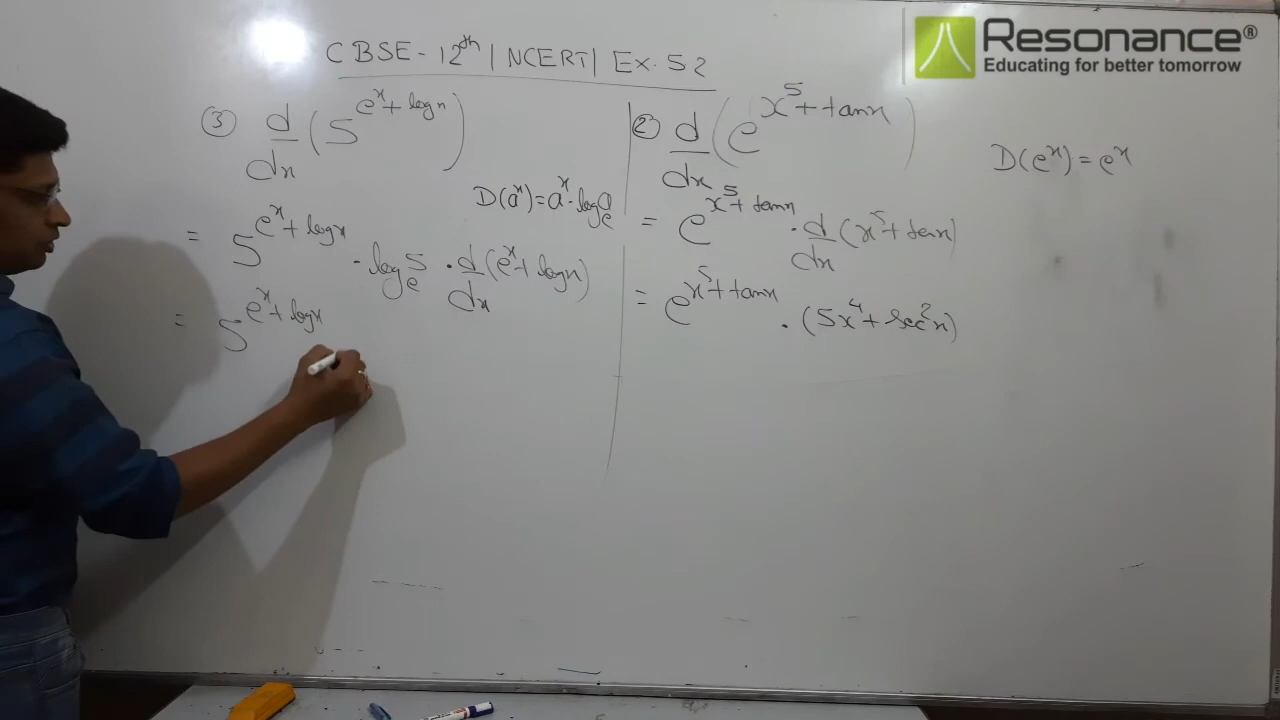 CBSE - 12th | NCERT | Ex. 5 2
Resonance®
Educating for better tomorrow
③ d/dx (5^(e^x + log x))
D(a^x) = a^x · log_e a
= 5^(e^x + log x) · log_e 5 · d/dx (e^x + log x)
= 5^(e^x + log x)
② d/dx (e^(x^5 + tan x))
D(e^x) = e^x
= e^(x^5 + tan x) · d/dx (x^5 + tan x)
= e^(x^5 + tan x) · (5x^4 + sec^2 x)